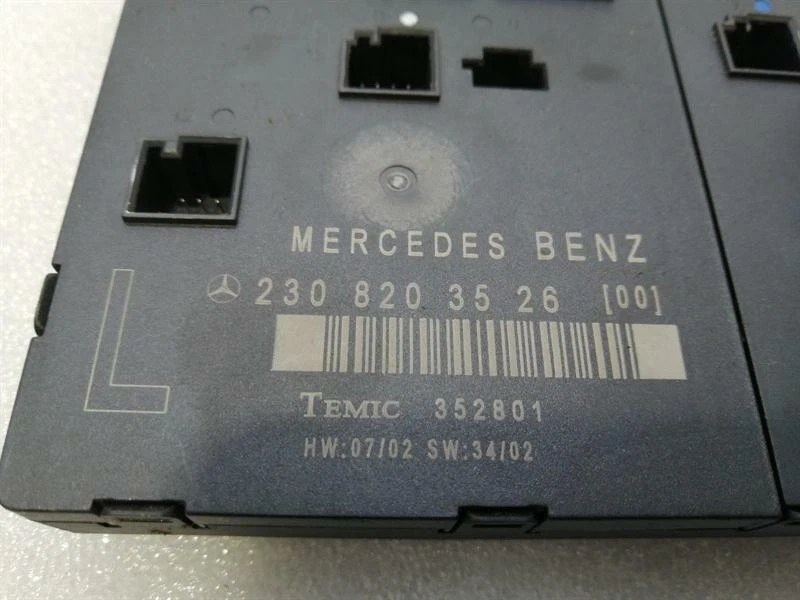 MERCEDES BENZ
230 820 35 26 [00]
L
TEMIC 352801
HW:07/02 SW:34/02